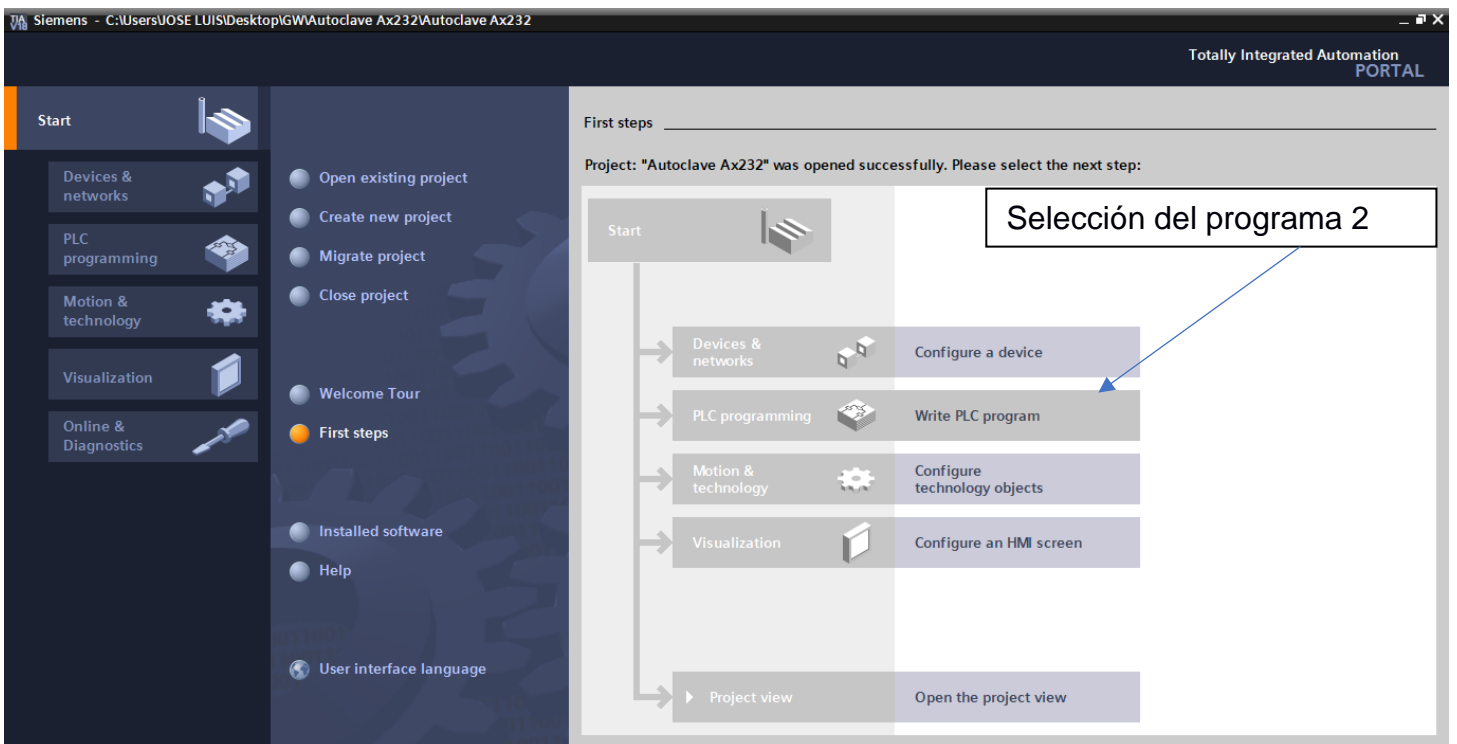 TIA V18 Siemens - C:\Users\JOSE LUIS\Desktop\GW\Autoclave Ax232\Autoclave Ax232
Totally Integrated Automation
PORTAL
Start
Devices &
networks
PLC
programming
Motion &
technology
Visualization
Online &
Diagnostics
Open existing project
Create new project
Migrate project
Close project
Welcome Tour
First steps
Installed software
Help
User interface language
First steps
Project: "Autoclave Ax232" was opened successfully. Please select the next step:
Selección del programa 2
Start
Devices &
networks
Configure a device
PLC programming
Write PLC program
Motion &
technology
Configure
technology objects
Visualization
Configure an HMI screen
Project view
Open the project view